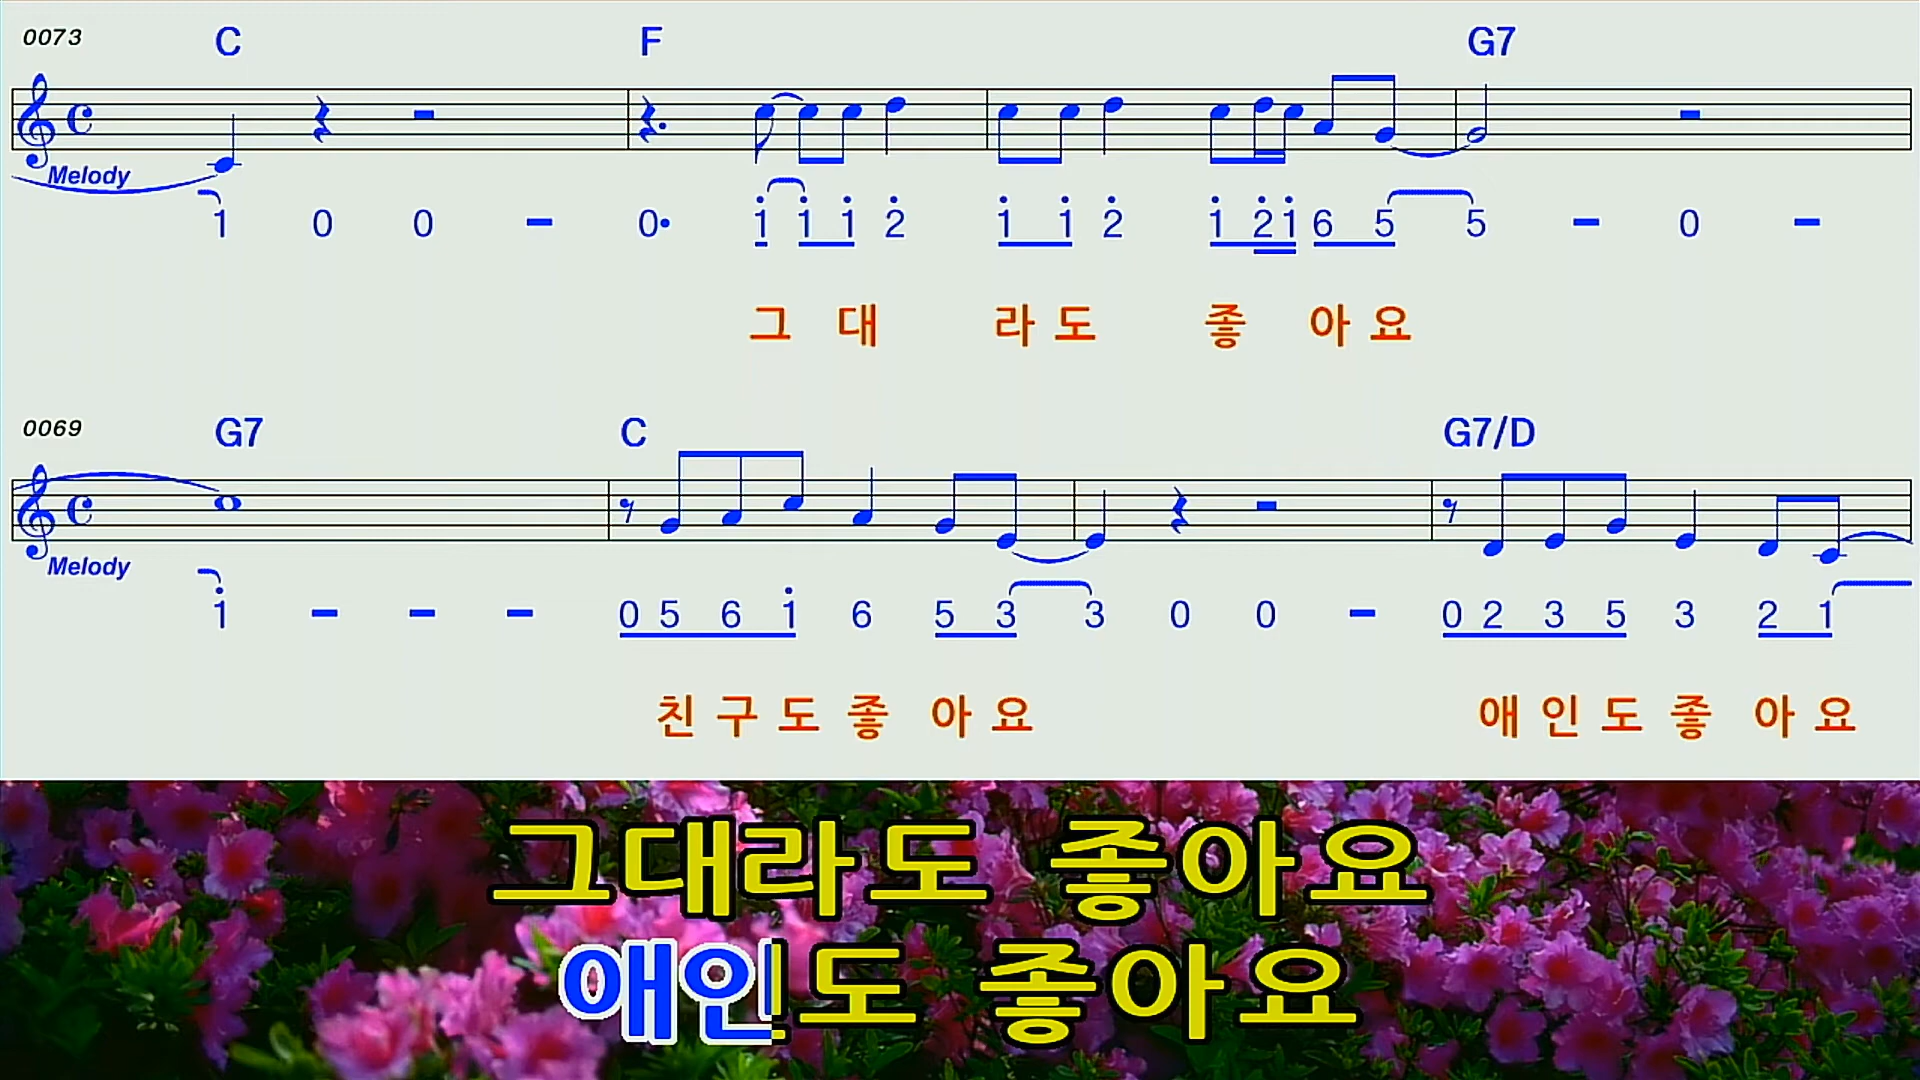 0073 C F G7
Melody
1 0 0 - 0• 1 1 1 2 1 1 2 1 2 1 6 5 5 - 0 -
그 대 라 도 좋 아 요
0069 G7 C G7/D
Melody
1 - - - 0 5 6 1 6 5 3 3 0 0 - 0 2 3 5 3 2 1
친 구 도 좋 아 요 애 인 도 좋 아 요
그대라도 좋아요
애인도 좋아요